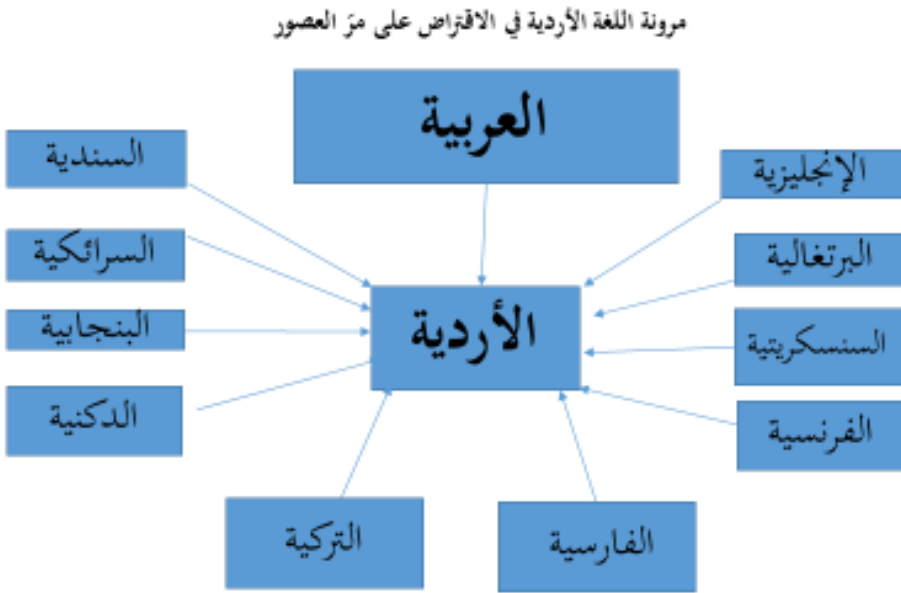 مرونة اللغة الأردية في الاقتراض على مرّ العصور
العربية
الإنجليزية
السندية
البرتغالية
السرائكية
الأردية
السنسكريتية
البنجابية
الفرنسية
الدكنية
الفارسية
التركية